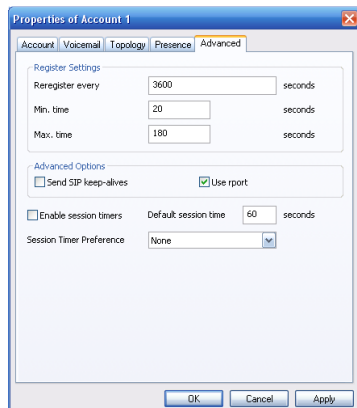 Properties of Account 1
Account Voicemail Topology Presence Advanced
Register Settings
Reregister every 3600 seconds
Min. time 20 seconds
Max. time 180 seconds
Advanced Options
Send SIP keep-alives Use rport
Enable session timers Default session time 60 seconds
Session Timer Preference None
OK Cancel Apply